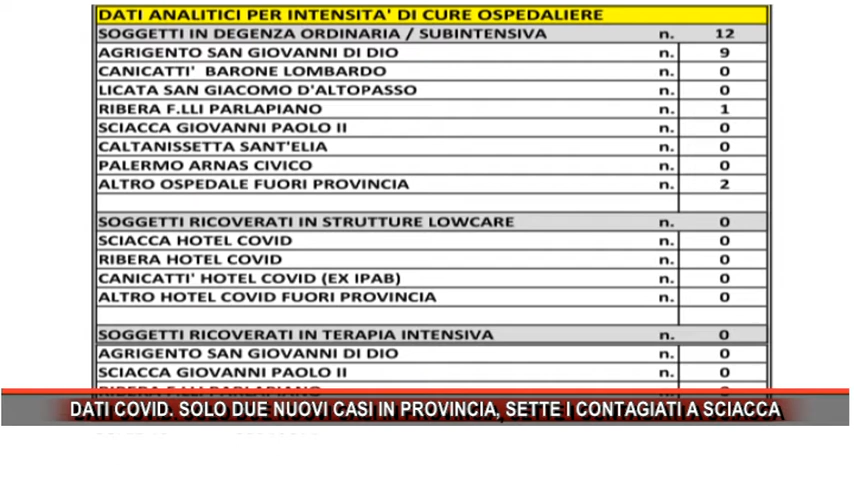 DATI ANALITICI PER INTENSITA' DI CURE OSPEDALIERE
SOGGETTI IN DEGENZA ORDINARIA / SUBINTENSIVA n. 12
AGRIGENTO SAN GIOVANNI DI DIO n. 9
CANICATTI' BARONE LOMBARDO n. 0
LICATA SAN GIACOMO D'ALTOPASSO n. 0
RIBERA F.LLI PARLAPIANO n. 1
SCIACCA GIOVANNI PAOLO II n. 0
CALTANISSETTA SANT'ELIA n. 0
PALERMO ARNAS CIVICO n. 0
ALTRO OSPEDALE FUORI PROVINCIA n. 2
SOGGETTI RICOVERATI IN STRUTTURE LOWCARE n. 0
SCIACCA HOTEL COVID n. 0
RIBERA HOTEL COVID n. 0
CANICATTI' HOTEL COVID (EX IPAB) n. 0
ALTRO HOTEL COVID FUORI PROVINCIA n. 0
SOGGETTI RICOVERATI IN TERAPIA INTENSIVA n. 0
AGRIGENTO SAN GIOVANNI DI DIO n. 0
SCIACCA GIOVANNI PAOLO II n. 0
RIBERA F.LLI PARLAPIANO
DATI COVID. SOLO DUE NUOVI CASI IN PROVINCIA, SETTE I CONTAGIATI A SCIACCA